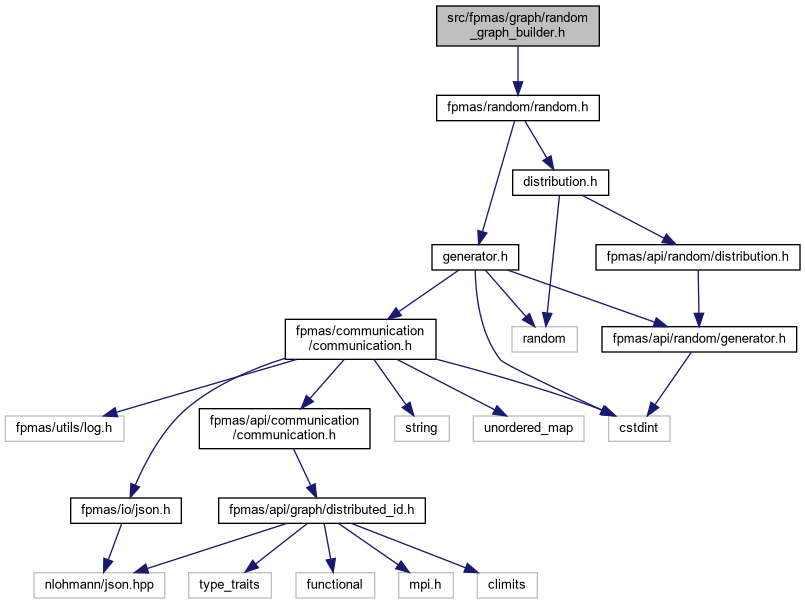 src/fpmas/graph/random
_graph_builder.h
fpmas/random/random.h
distribution.h
generator.h
fpmas/api/random/distribution.h
fpmas/communication
/communication.h
random
fpmas/api/random/generator.h
fpmas/utils/log.h
fpmas/api/communication
/communication.h
string
unordered_map
cstdint
fpmas/io/json.h
fpmas/api/graph/distributed_id.h
nlohmann/json.hpp
type_traits
functional
mpi.h
climits